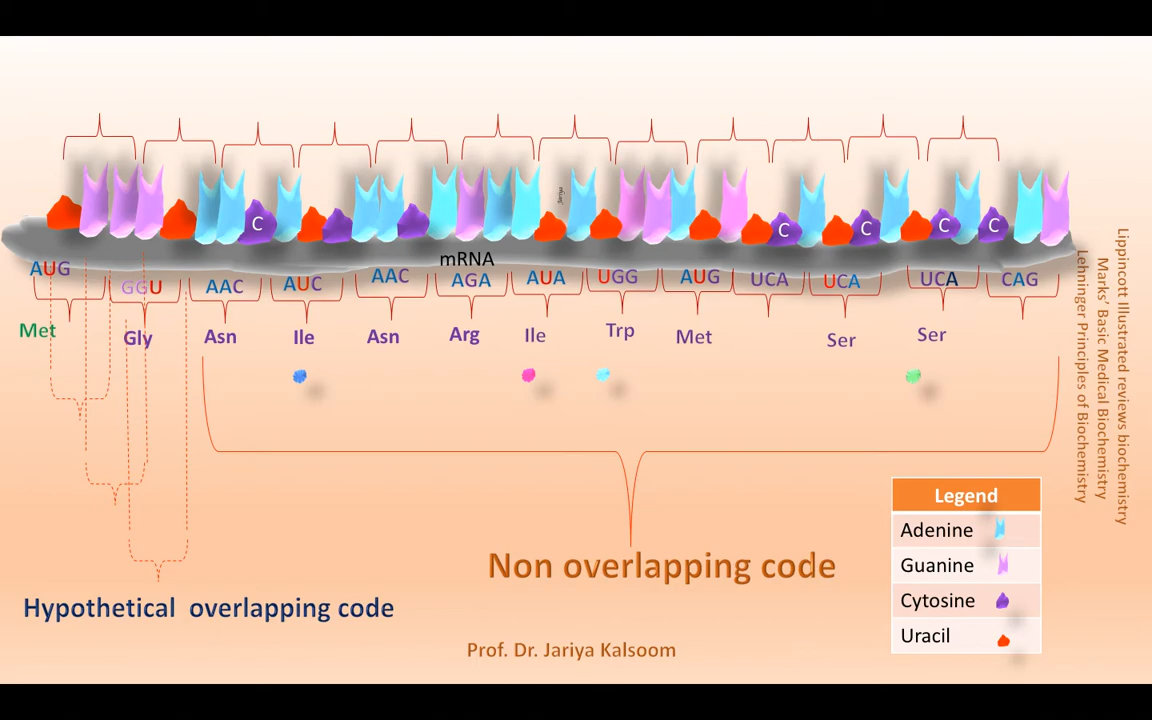 C
C
C
C
C
mRNA
AUG
GGU
AAC
AUC
AAC
AGA
AUA
UGG
AUG
UCA
UCA
UCA
CAG
Met
Gly
Asn
Ile
Asn
Arg
Ile
Trp
Met
Ser
Ser
Hypothetical overlapping code
Non overlapping code
Prof. Dr. Jariya Kalsoom
Legend
Adenine
Guanine
Cytosine
Uracil
Lippincott Illustrated reviews biochemistry
Marks' Basic Medical Biochemistry
Lehninger Principles of Biochemistry